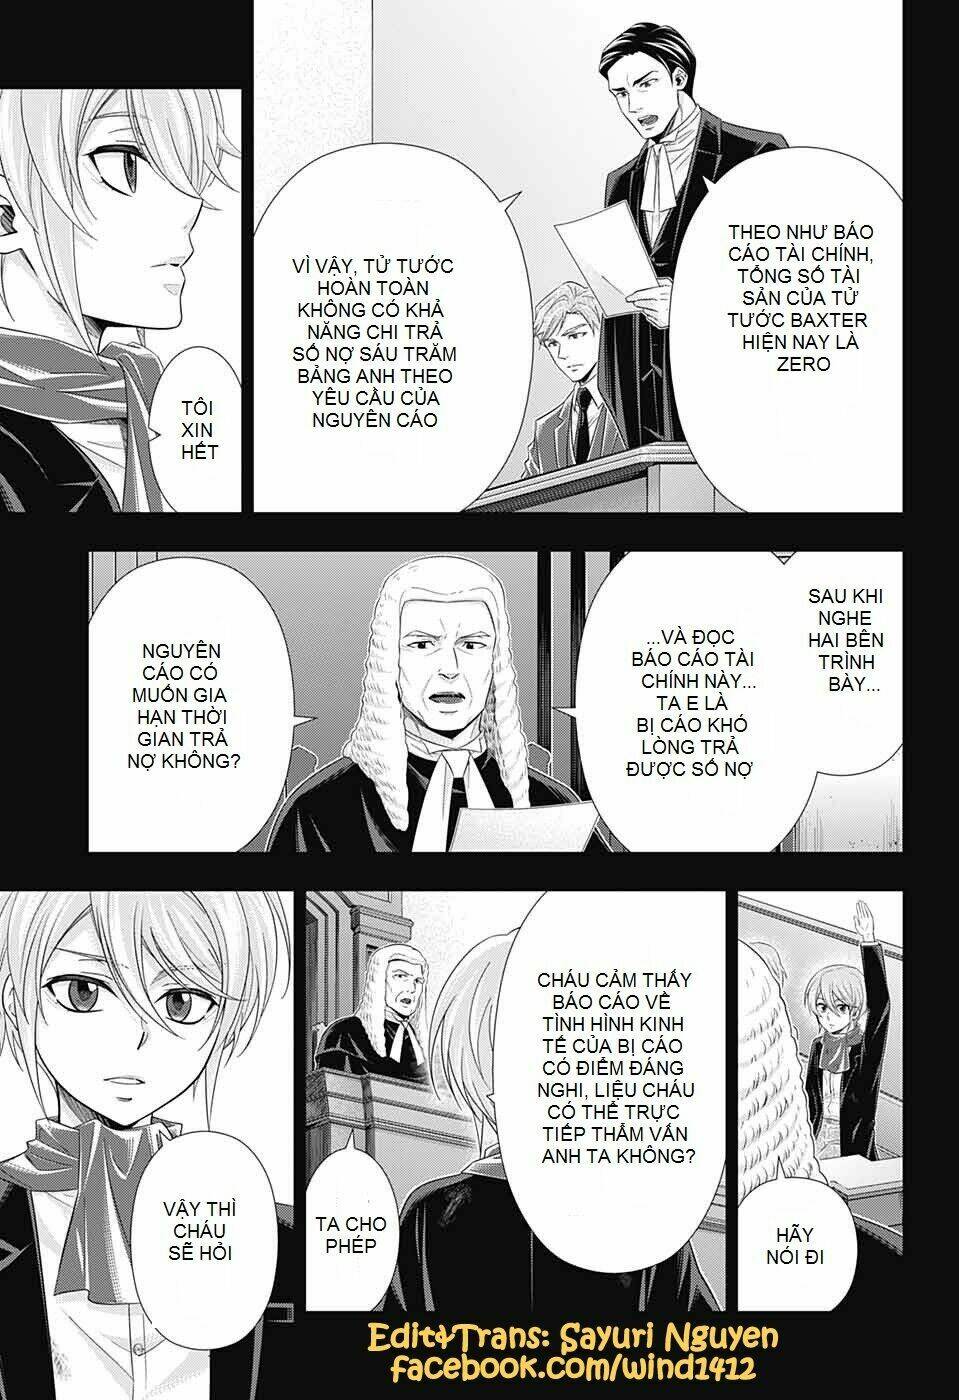 THEO NHƯ BÁO
CÁO TÀI CHÍNH,
TỔNG SỐ TÀI
SẢN CỦA TỬ
TƯỚC BAXTER
HIỆN NAY LÀ
ZERO
VÌ VẬY, TỬ TƯỚC
HOÀN TOÀN
KHÔNG CÓ KHẢ
NĂNG CHI TRẢ
SỐ NỢ SÁU TRĂM
BẢNG ANH THEO
YÊU CẦU CỦA
NGUYÊN CÁO
TÔI
XIN
HẾT
SAU KHI
NGHE
HAI BÊN
TRÌNH
BÀY...
...VÀ ĐỌC
BÁO CÁO TÀI
CHÍNH NÀY...
TA E LÀ
BỊ CÁO KHÓ
LÒNG TRẢ
ĐƯỢC SỐ NỢ
NGUYÊN
CÁO CÓ
MUỐN GIA
HẠN THỜI
GIAN TRẢ
NỢ KHÔNG?
HÃY
NÓI ĐI
CHÁU CẢM THẤY
BÁO CÁO VỀ
TÌNH HÌNH KINH
TẾ CỦA BỊ CÁO
CÓ ĐIỂM ĐÁNG
NGHI, LIỆU CHÁU
CÓ THỂ TRỰC
TIẾP THẨM VẤN
ANH TA KHÔNG?
TA CHO
PHÉP
VẬY THÌ
CHÁU
SẼ HỎI
Edit&Trans: Sayuri Nguyen
facebook.com/wind1412